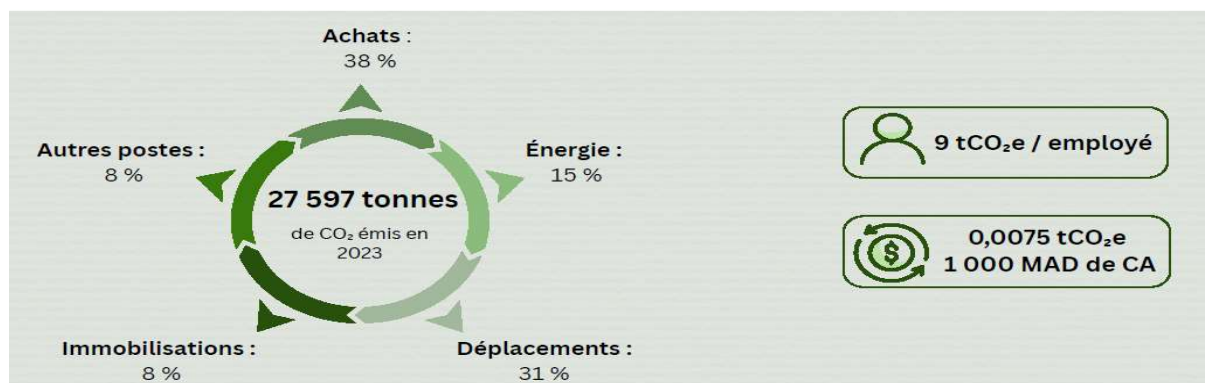 Achats :
38 %
Autres postes :
8 %
Énergie :
15 %
27 597 tonnes
de CO₂ émis en
2023
Immobilisations :
8 %
Déplacements :
31 %
9 tCO₂e / employé
$
0,0075 tCO₂e
1 000 MAD de CA